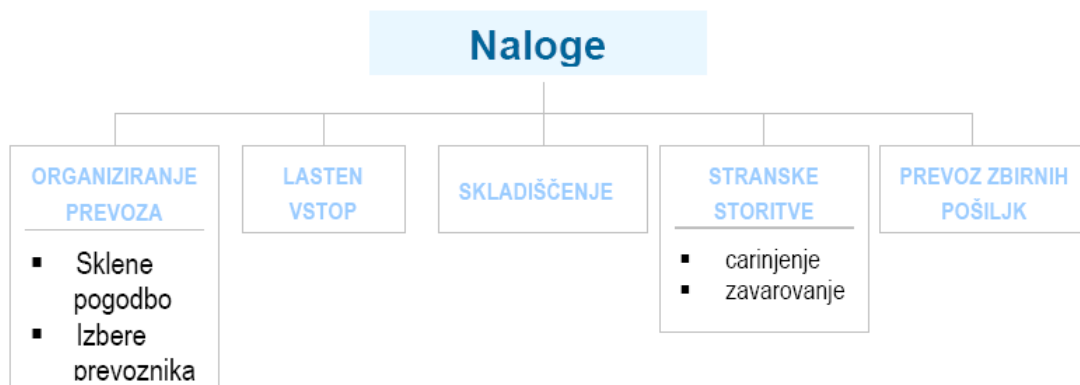 Naloge
ORGANIZIRANJE
PREVOZA
▪ Sklene
pogodbo
▪ Izbere
prevoznika
LASTEN
VSTOP
SKLADIŠČENJE
STRANSKE
STORITVE
▪ carinjenje
▪ zavarovanje
PREVOZ ZBIRNIH
POŠILJK